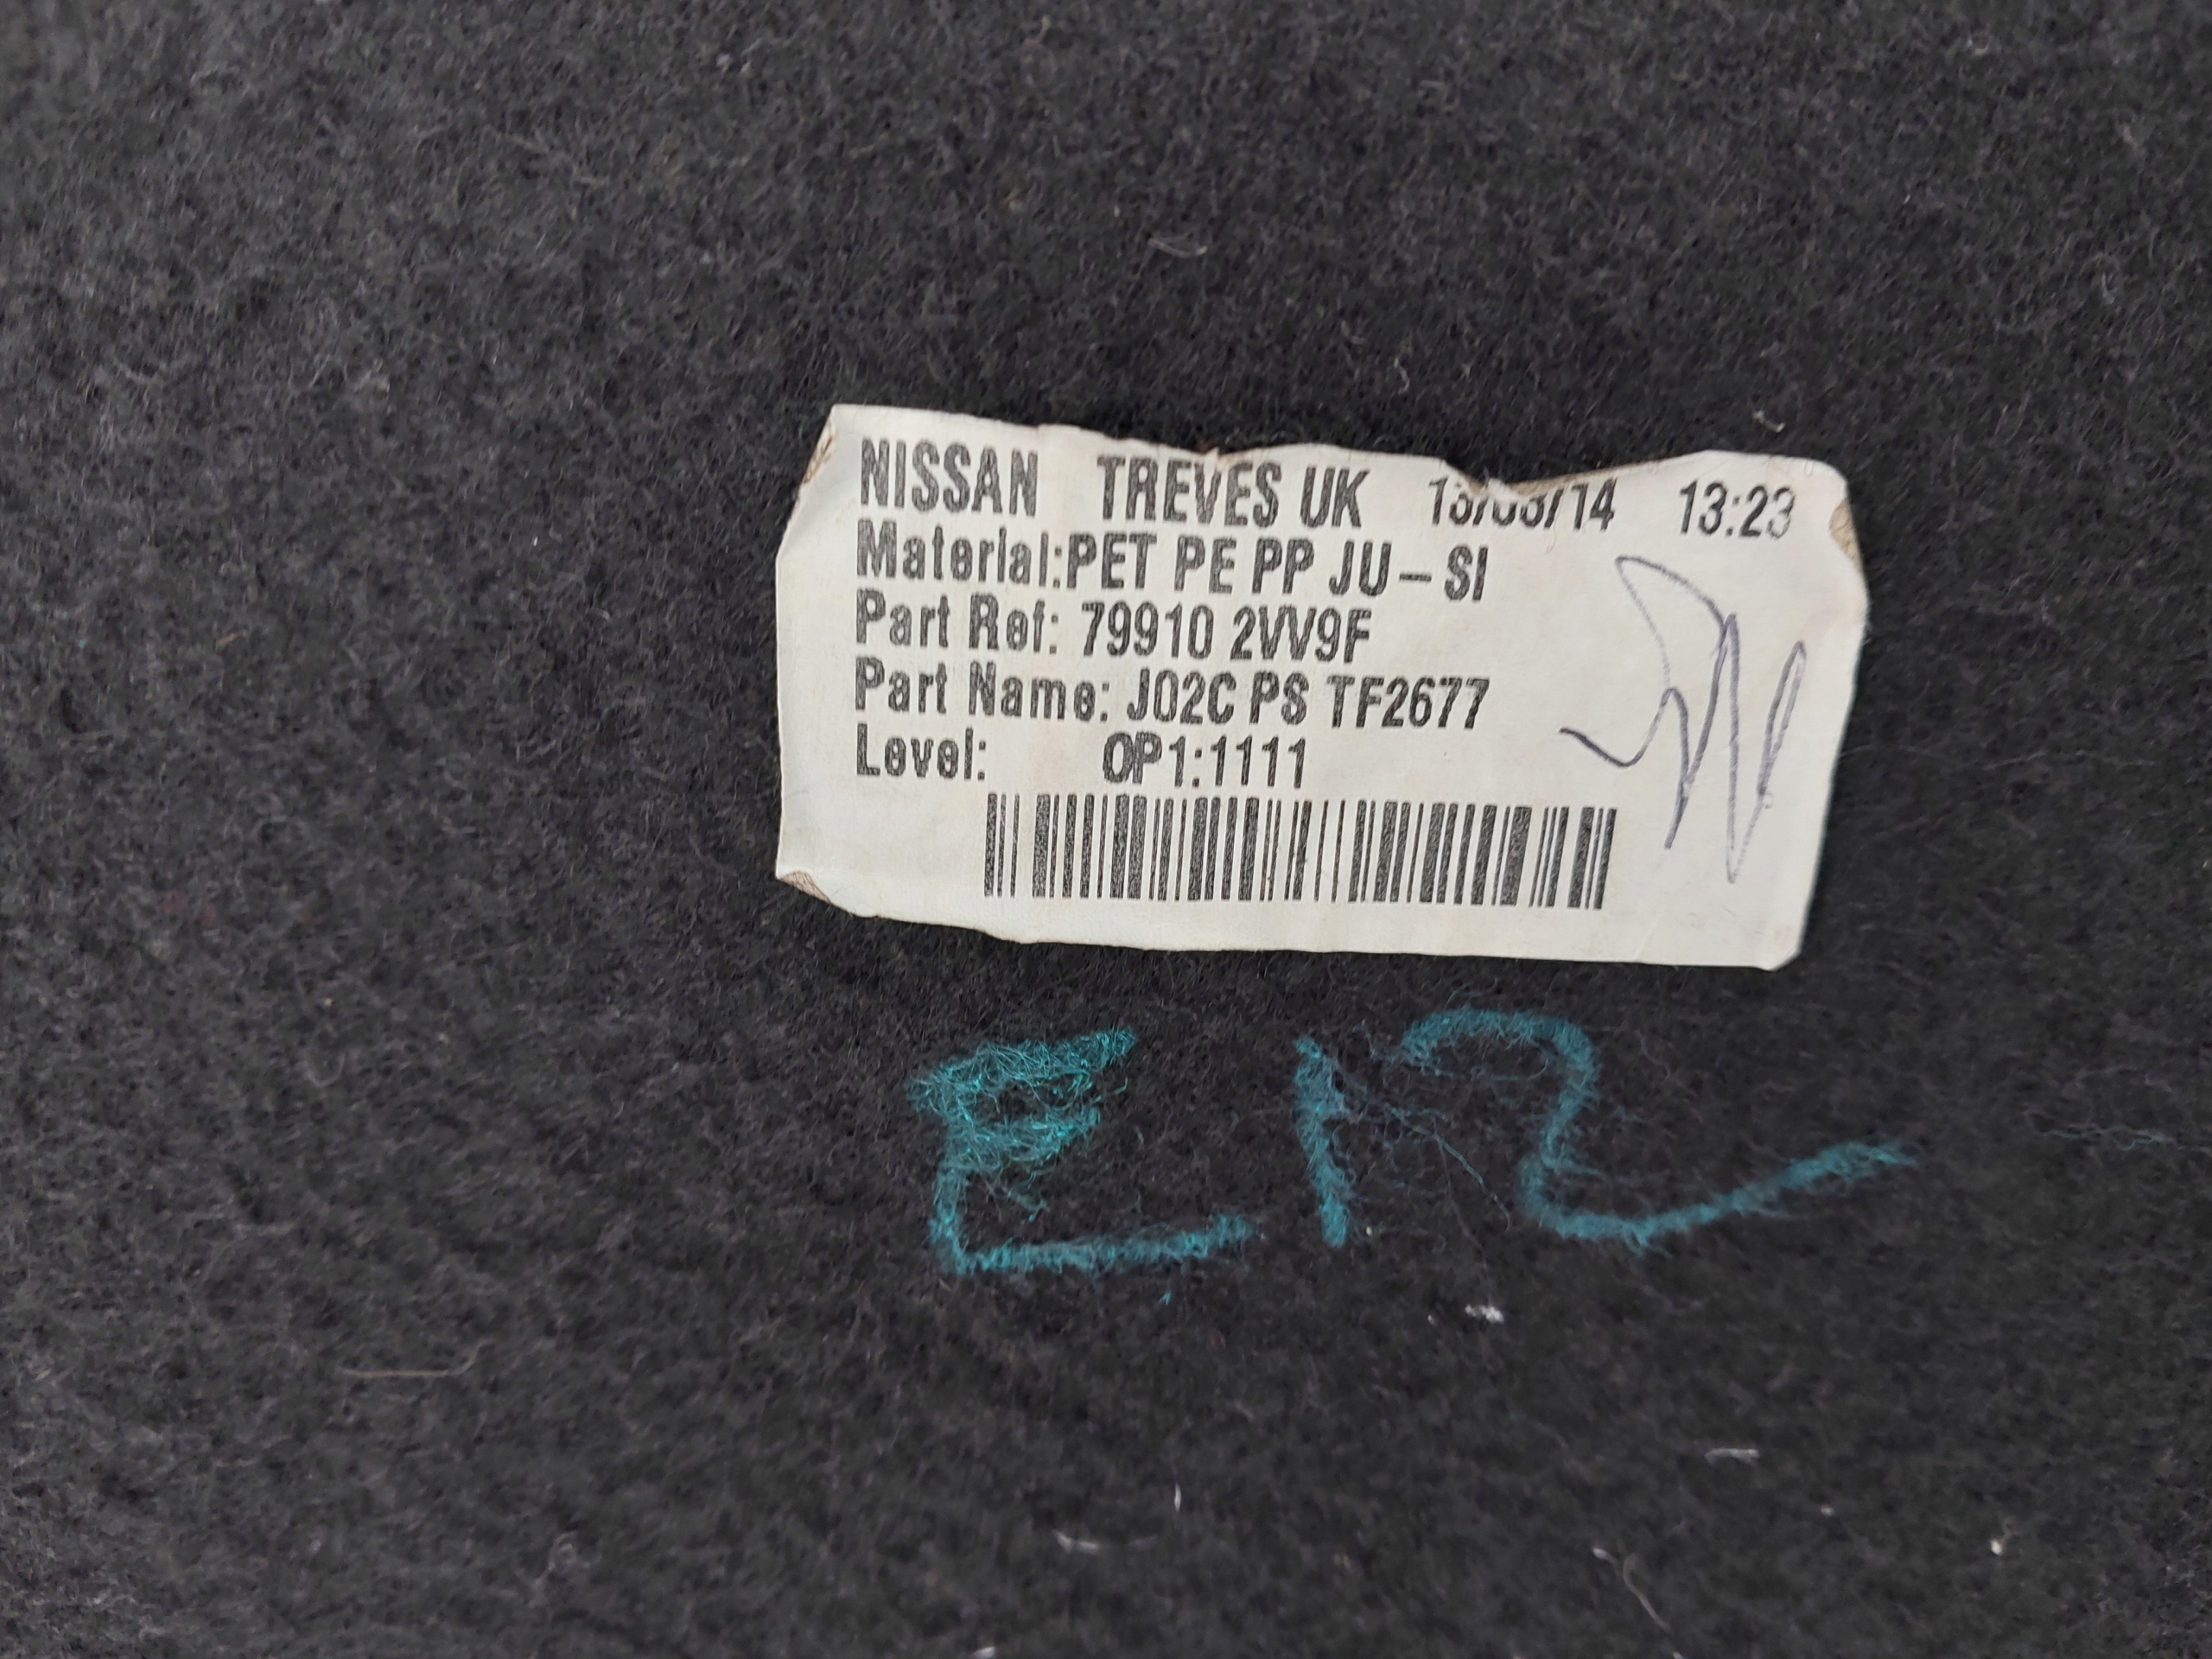 NISSAN TREVES UK 13:23
Material:PET PE PP JU-SI
Part Ref: 79910 2VV9F
Part Name: J02C PS TF2677
Level: OP1:1111